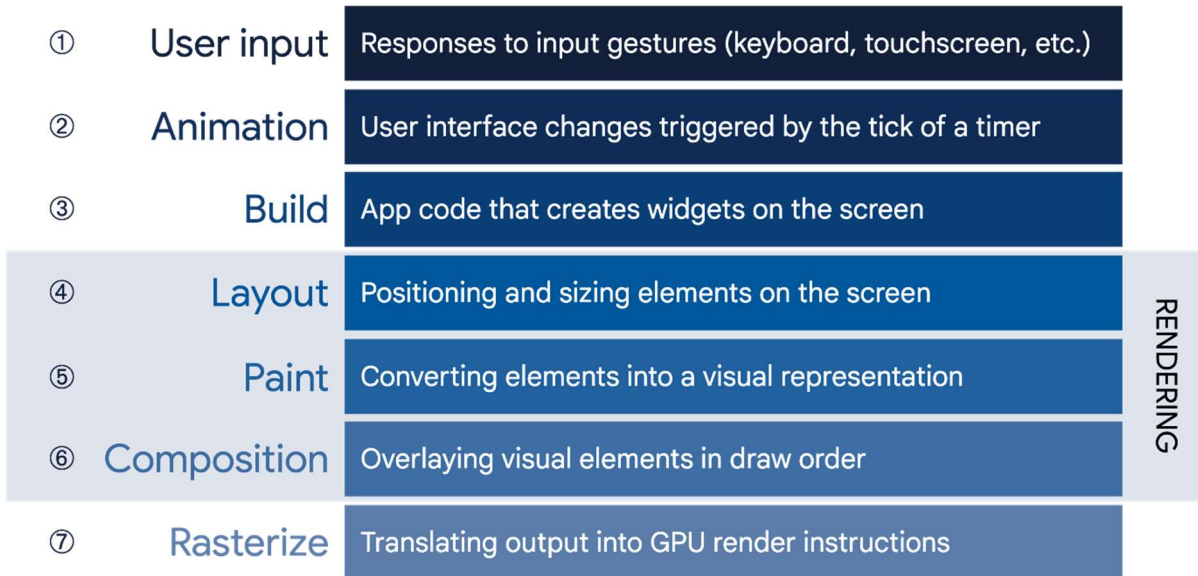 ① User input Responses to input gestures (keyboard, touchscreen, etc.)
② Animation User interface changes triggered by the tick of a timer
③ Build App code that creates widgets on the screen
④ Layout Positioning and sizing elements on the screen
⑤ Paint Converting elements into a visual representation
⑥ Composition Overlaying visual elements in draw order
RENDERING
⑦ Rasterize Translating output into GPU render instructions